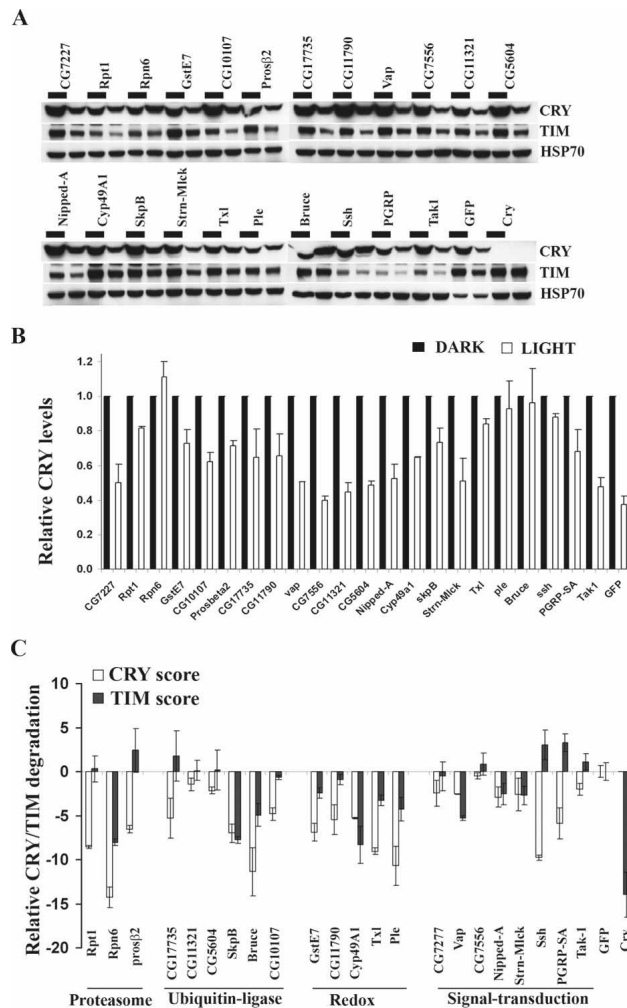 A
CG7227 Rpt1 Rpn6 GstE7 CG10107 Prosβ2 CG17735 CG11790 Vap CG7556 CG11321 CG5604
CRY
TIM
HSP70
Nipped-A Cyp49A1 SkpB Strn-Mlck Txl Ple Bruce Ssh PGRP Tak1 GFP Cry
CRY
TIM
HSP70
B
DARK LIGHT
Relative CRY levels
1.2
1.0
0.8
0.6
0.4
0.2
0.0
CG7227 Rpt1 Rpn6 GstE7 CG10107 Prosbeta2 CG17735 CG11790 vap CG7556 CG11321 CG5604 Nipped-A Cyp49a1 skpB Strn-Mlck Txl ple Bruce ssh PGRP-SA Tak1 GFP
C
CRY score
TIM score
Relative CRY/TIM degradation
10
5
0
-5
-10
-15
-20
Rpt1 Rpn6 prosβ2 CG17735 CG11321 CG5604 SkpB Bruce CG10107 GstE7 CG11790 Cyp49A1 Txl Ple CG7277 Vap CG7556 Nipped-A Strn-Mlck Ssh PGRP-SA Tak-1 GFP Cry
Proteasome Ubiquitin-ligase Redox Signal-transduction